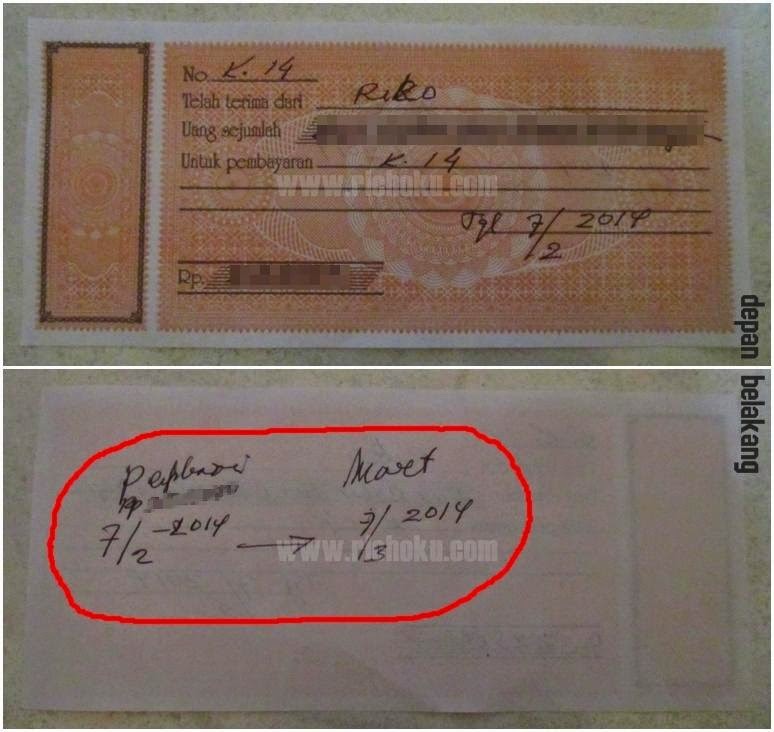 No. K. 14
Telah terima dari RIKO
Uang sejumlah
Untuk pembayaran K. 14
www.richoku.com
Tgl 7/2 2014
Rp.
depan
belakang
Maret
Rp
7/2 - 2014 → 7/3 2014
www.richoku.com